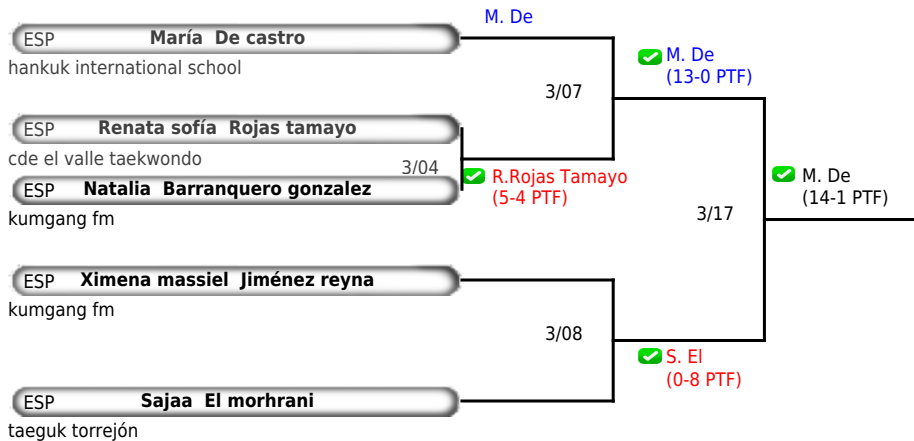 M. De
ESP María De castro
hankuk international school
M. De
(13-0 PTF)
3/07
ESP Renata sofía Rojas tamayo
cde el valle taekwondo
3/04
R.Rojas Tamayo
(5-4 PTF)
M. De
(14-1 PTF)
ESP Natalia Barranquero gonzalez
kumgang fm
3/17
ESP Ximena massiel Jiménez reyna
kumgang fm
3/08
S. El
(0-8 PTF)
ESP Sajaa El morhrani
taeguk torrejón